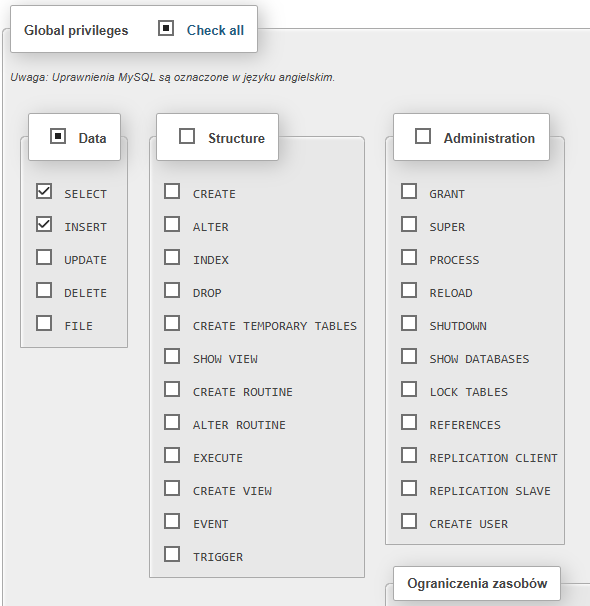 Global privileges Check all
Uwaga: Uprawnienia MySQL są oznaczone w języku angielskim.
Data
SELECT
INSERT
UPDATE
DELETE
FILE
Structure
CREATE
ALTER
INDEX
DROP
CREATE TEMPORARY TABLES
SHOW VIEW
CREATE ROUTINE
ALTER ROUTINE
EXECUTE
CREATE VIEW
EVENT
TRIGGER
Administration
GRANT
SUPER
PROCESS
RELOAD
SHUTDOWN
SHOW DATABASES
LOCK TABLES
REFERENCES
REPLICATION CLIENT
REPLICATION SLAVE
CREATE USER
Ograniczenia zasobów